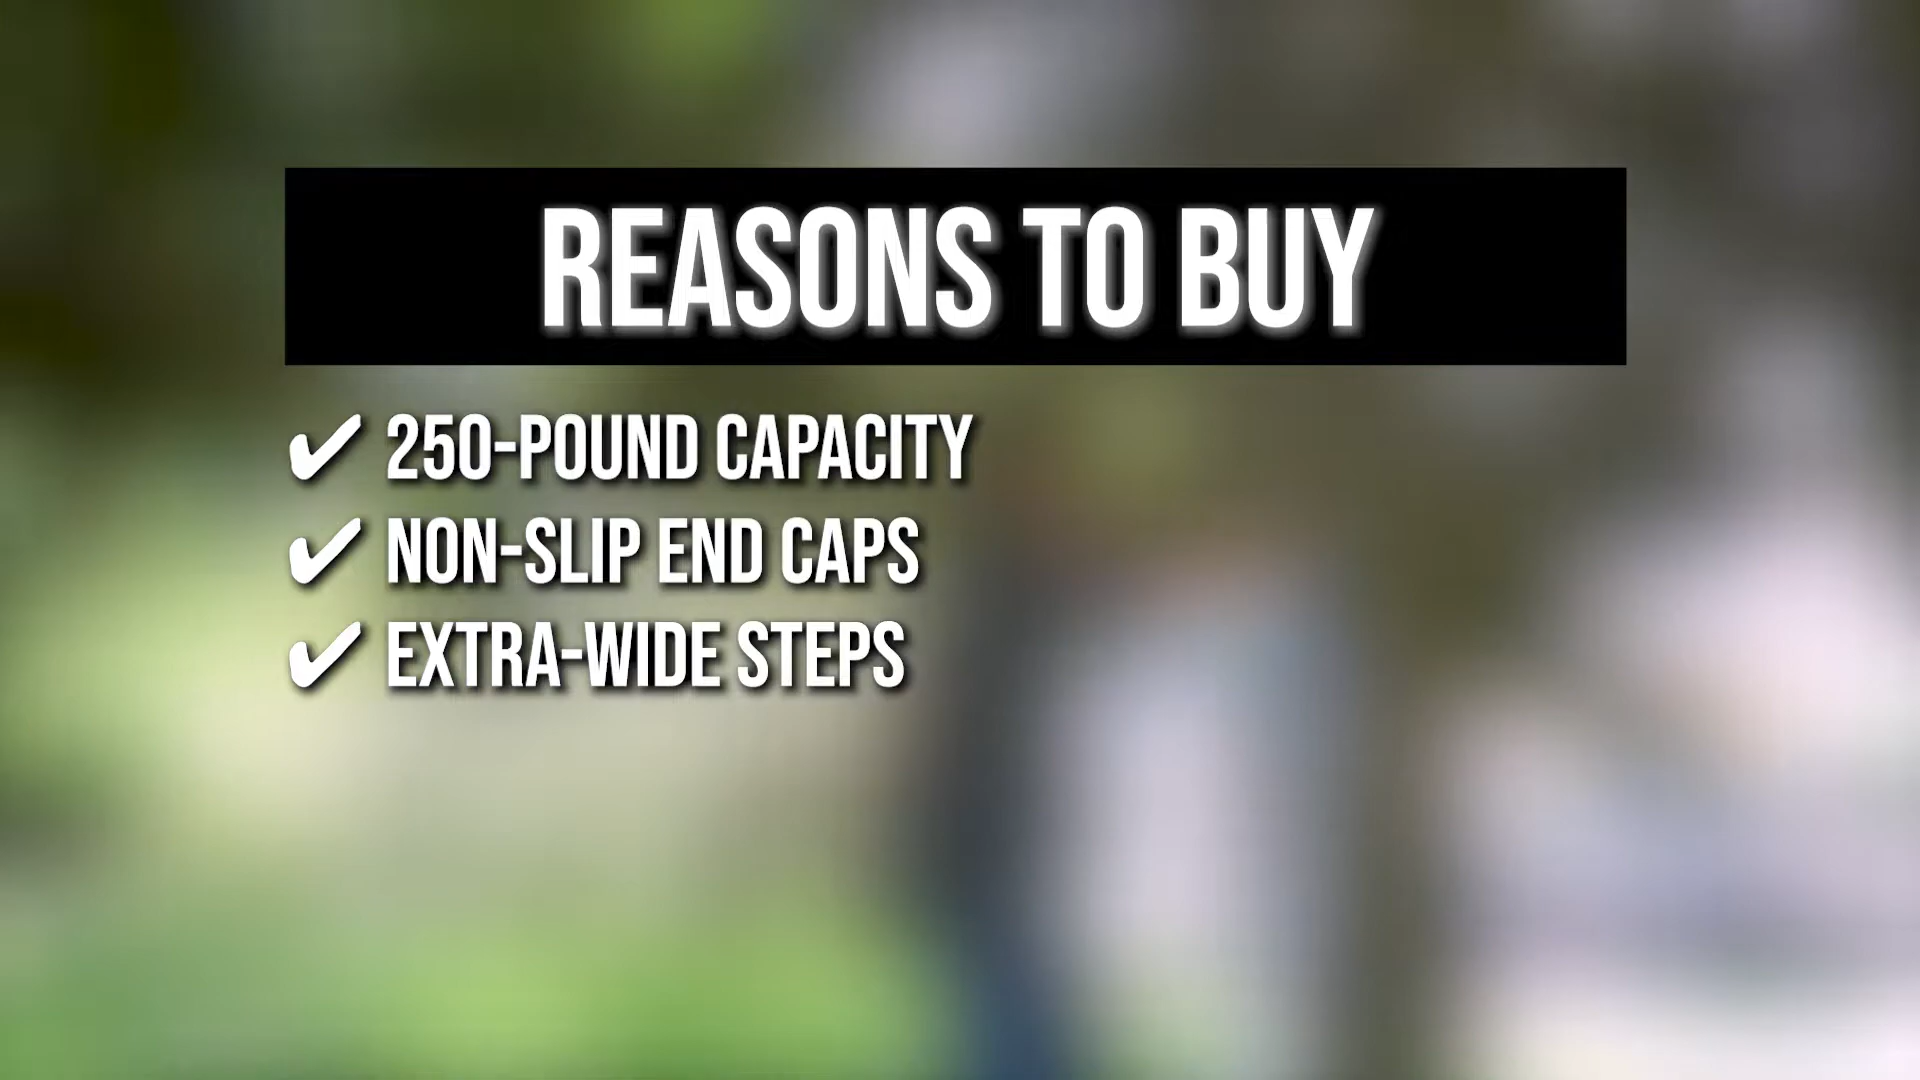 REASONS TO BUY
✔ 250-POUND CAPACITY
✔ NON-SLIP END CAPS
✔ EXTRA-WIDE STEPS